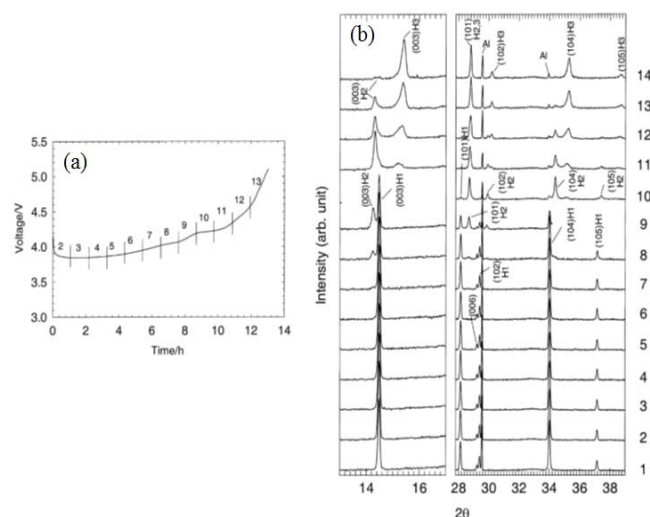 (a)
Voltage/V
5.5
5.0
4.5
4.0
3.5
3.0
2 3 4 5 6 7 8 9 10 11 12 13
0 2 4 6 8 10 12 14
Time/h
(b)
Intensity (arb. unit)
(003)H3
(003)
H2
(003)H2
(003)H1
(101)
H2,3
Al
(102)H3
Al
(104)H3
(105)H3
(101)H1
(102)
H2
(104)
H2
(105)
H2
(101)
H2
(104)H1
(105)H1
(102)
H1
(006)
14
13
12
11
10
9
8
7
6
5
4
3
2
1
14 16 28 30 32 34 36 38
2θ